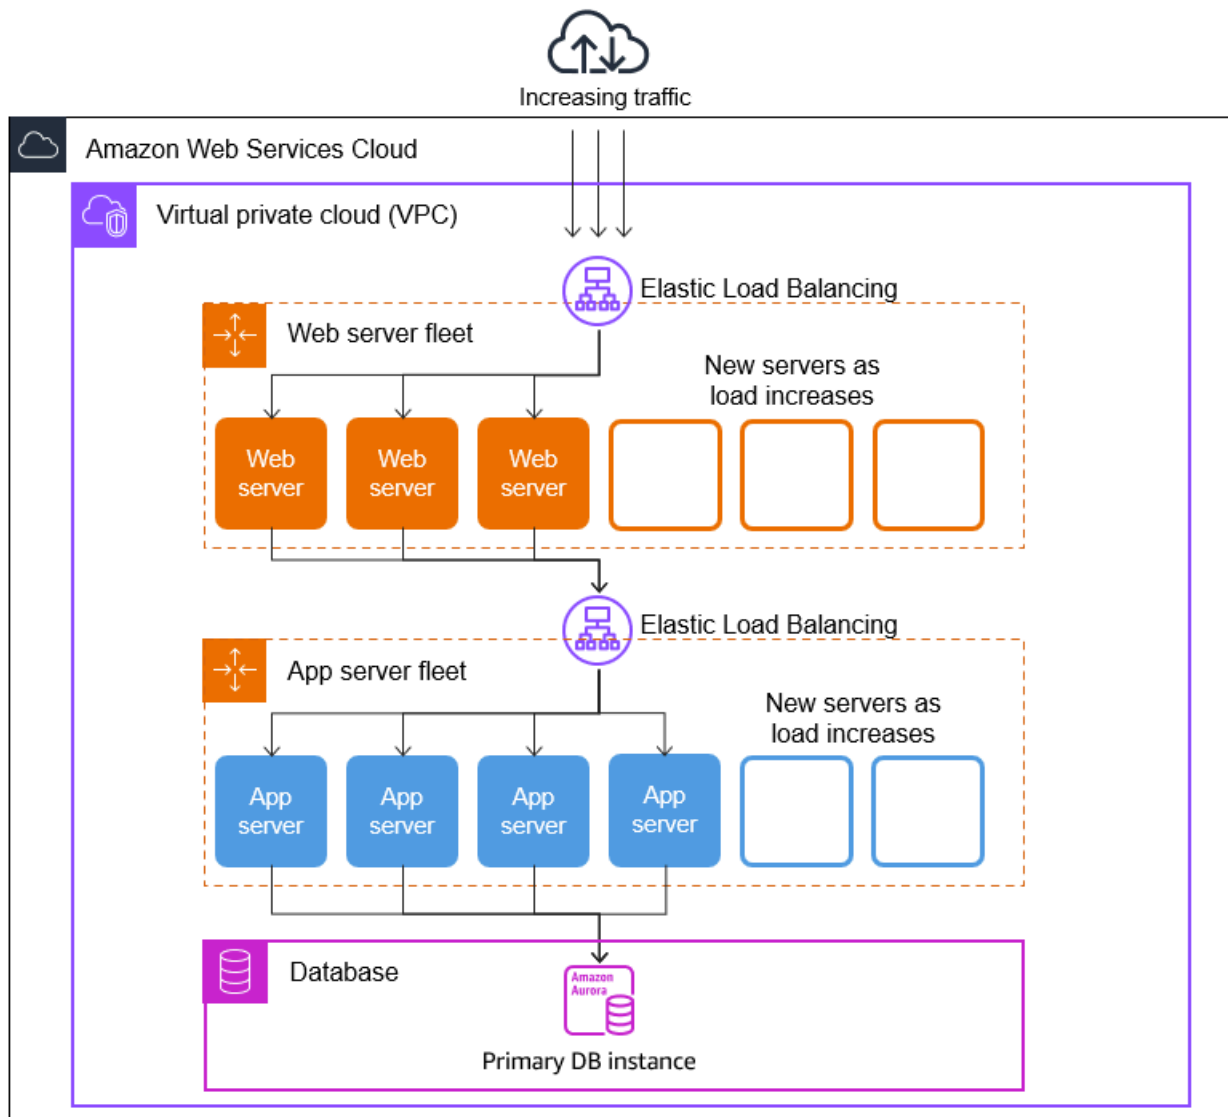 Increasing traffic
Amazon Web Services Cloud
Virtual private cloud (VPC)
Elastic Load Balancing
Web server fleet
New servers as
load increases
Web
server
Web
server
Web
server
Elastic Load Balancing
App server fleet
New servers as
load increases
App
server
App
server
App
server
App
server
Database
Amazon
Aurora
Primary DB instance